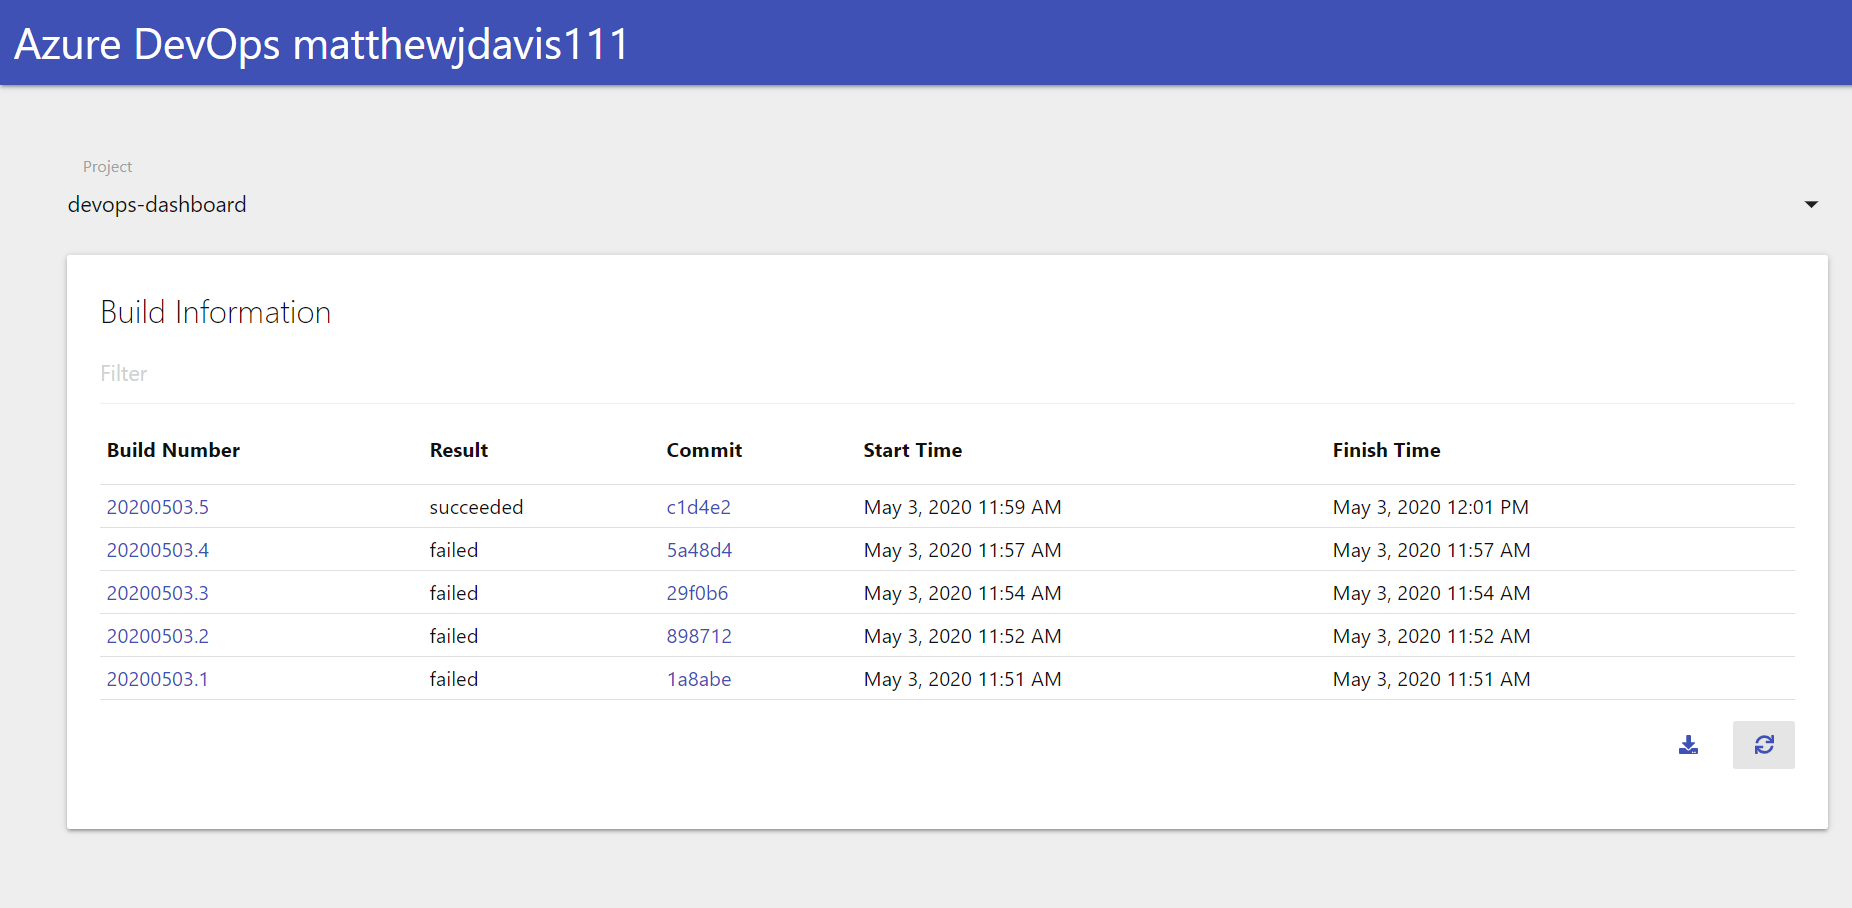 Azure DevOps matthewjdavis111
Project
devops-dashboard
Build Information
Filter
Build Number Result Commit Start Time Finish Time
20200503.5 succeeded c1d4e2 May 3, 2020 11:59 AM May 3, 2020 12:01 PM
20200503.4 failed 5a48d4 May 3, 2020 11:57 AM May 3, 2020 11:57 AM
20200503.3 failed 29f0b6 May 3, 2020 11:54 AM May 3, 2020 11:54 AM
20200503.2 failed 898712 May 3, 2020 11:52 AM May 3, 2020 11:52 AM
20200503.1 failed 1a8abe May 3, 2020 11:51 AM May 3, 2020 11:51 AM